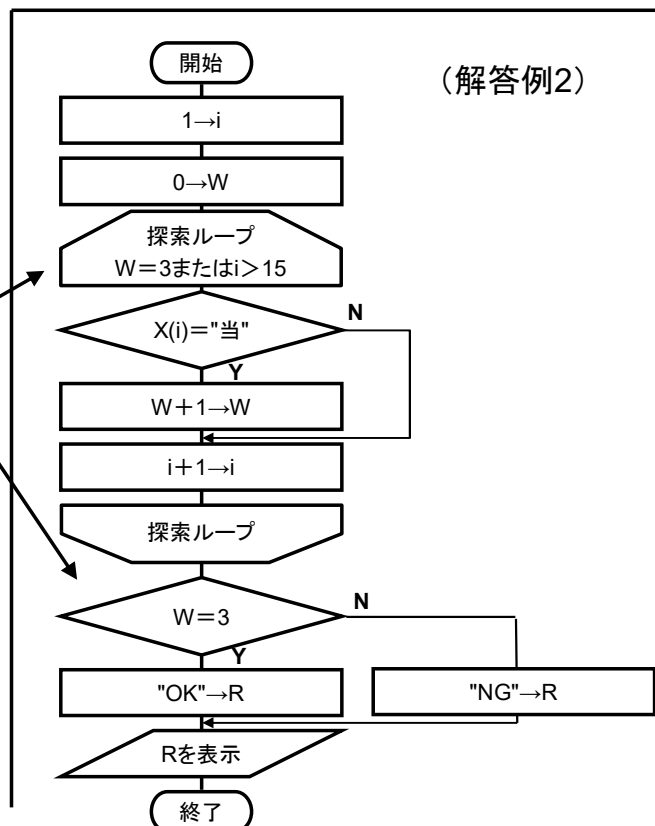 （解答例2）
開始
1→i
0→W
探索ループ
W＝3またはi＞15
X(i)＝"当"
N
Y
W＋1→W
i＋1→i
探索ループ
W＝3
N
Y
"OK"→R
"NG"→R
Rを表示
終了